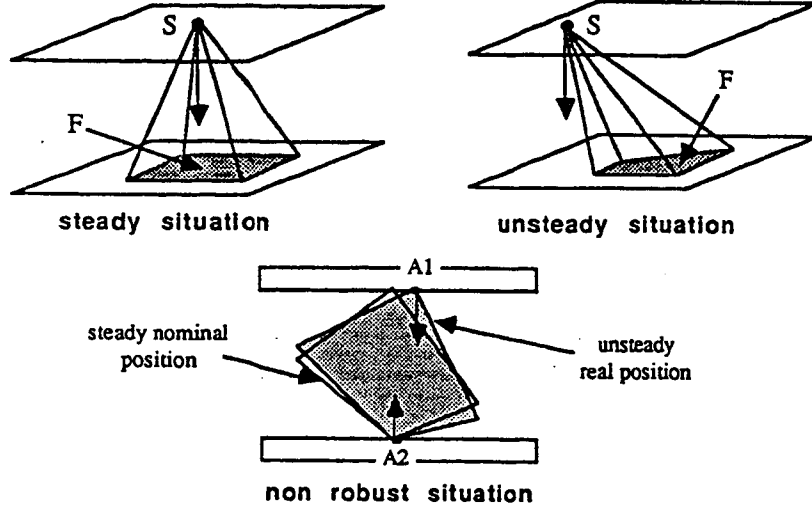 S
S
F
F
steady situation
unsteady situation
A1
steady nominal
position
unsteady
real position
A2
non robust situation